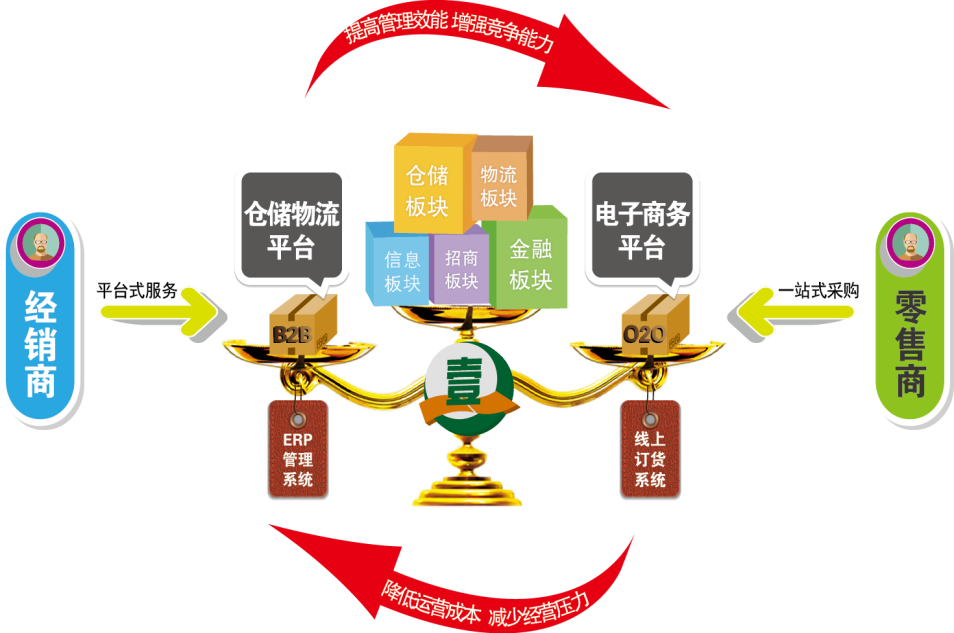 提高管理效能 增强竞争能力
仓储
板块
物流
板块
信息
板块
招商
板块
金融
板块
仓储物流
平台
电子商务
平台
经销商
平台式服务
一站式采购
零售商
B2B
O2O
壹
ERP
管理
系统
线上
订货
系统
降低运营成本 减少经营压力